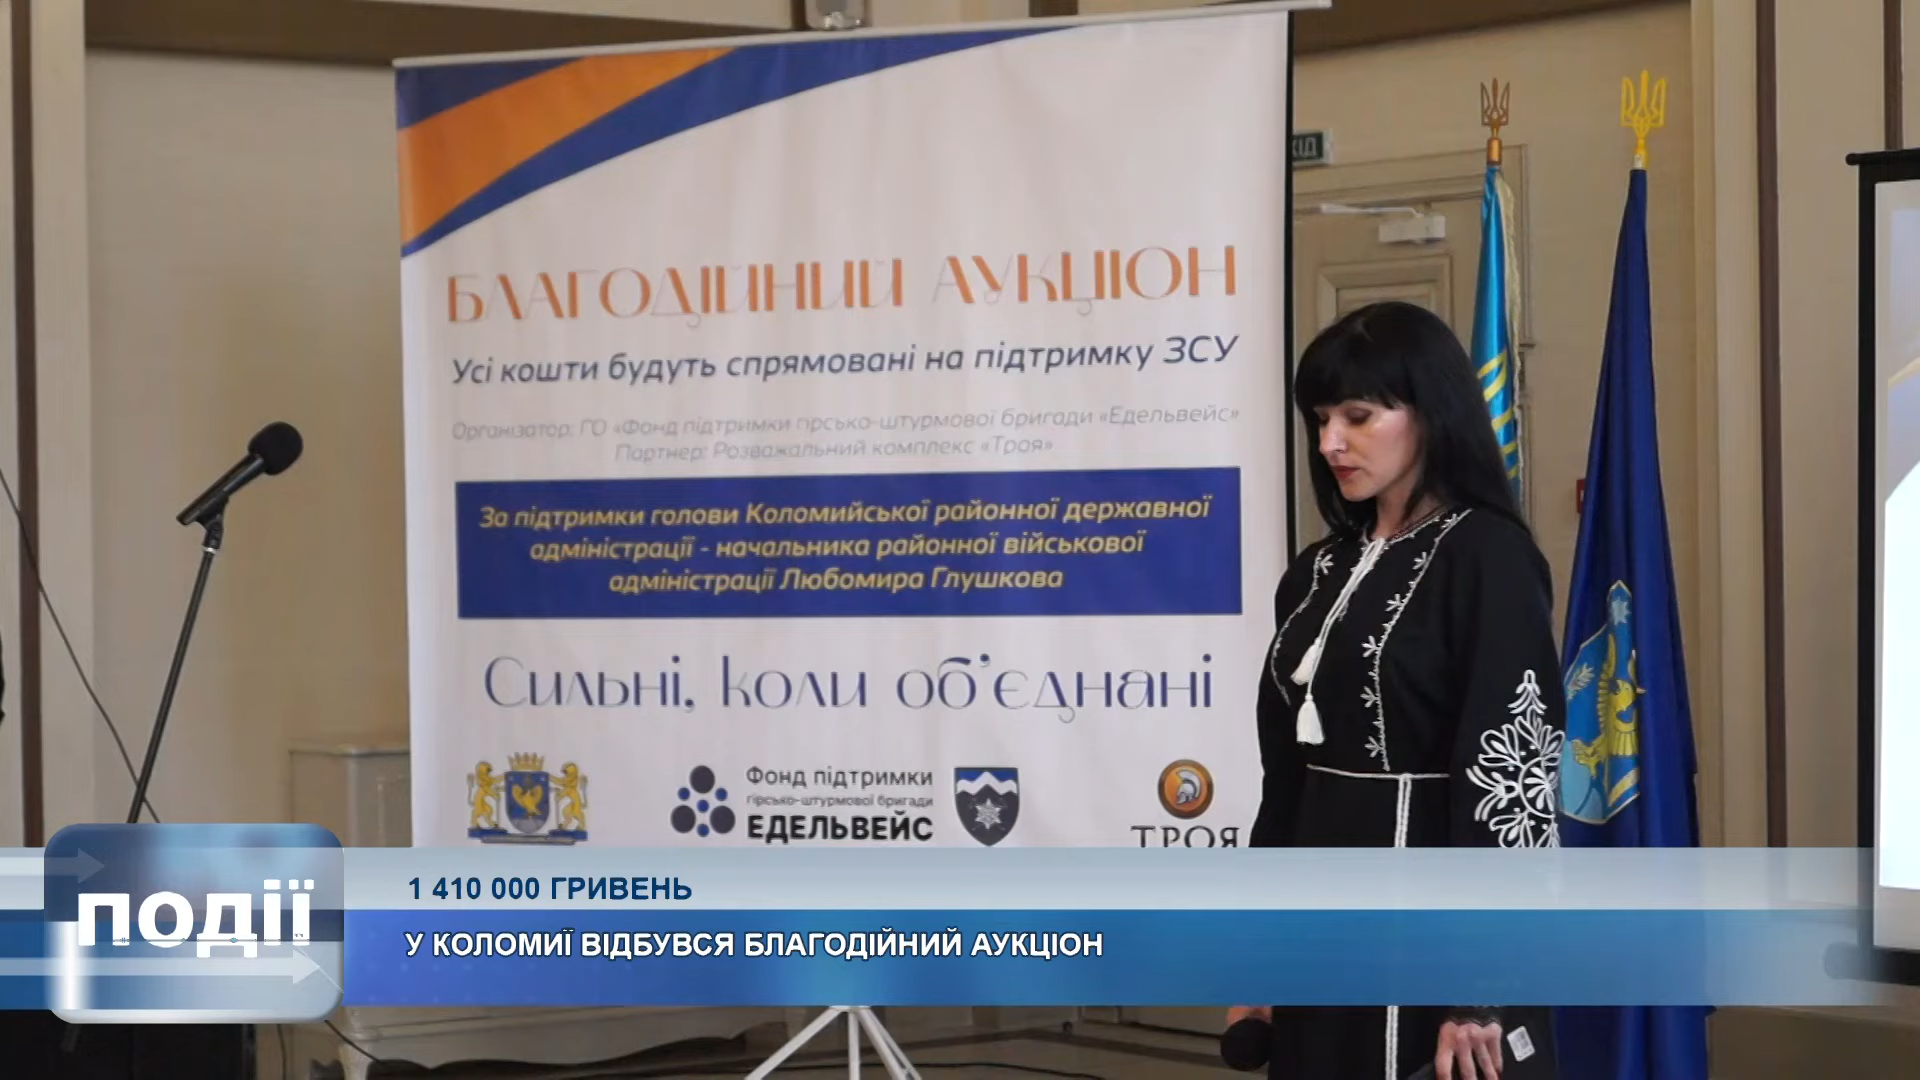 БЛАГОДІЙНИЙ АУКЦІОН
Усі кошти будуть спрямовані на підтримку ЗСУ
Організатор: ГО «Фонд підтримки гірсько-штурмової бригади «Едельвейс»
Партнер: Розважальний комплекс «Троя»
За підтримки голови Коломийської районної державної
адміністрації - начальника районної військової
адміністрації Любомира Глушкова
Сильні, коли об'єднані
Фонд підтримки
гірсько-штурмової бригади
ЕДЕЛЬВЕЙС
ТРОЯ
1 410 000 ГРИВЕНЬ
події
У КОЛОМИЇ ВІДБУВСЯ БЛАГОДІЙНИЙ АУКЦІОН